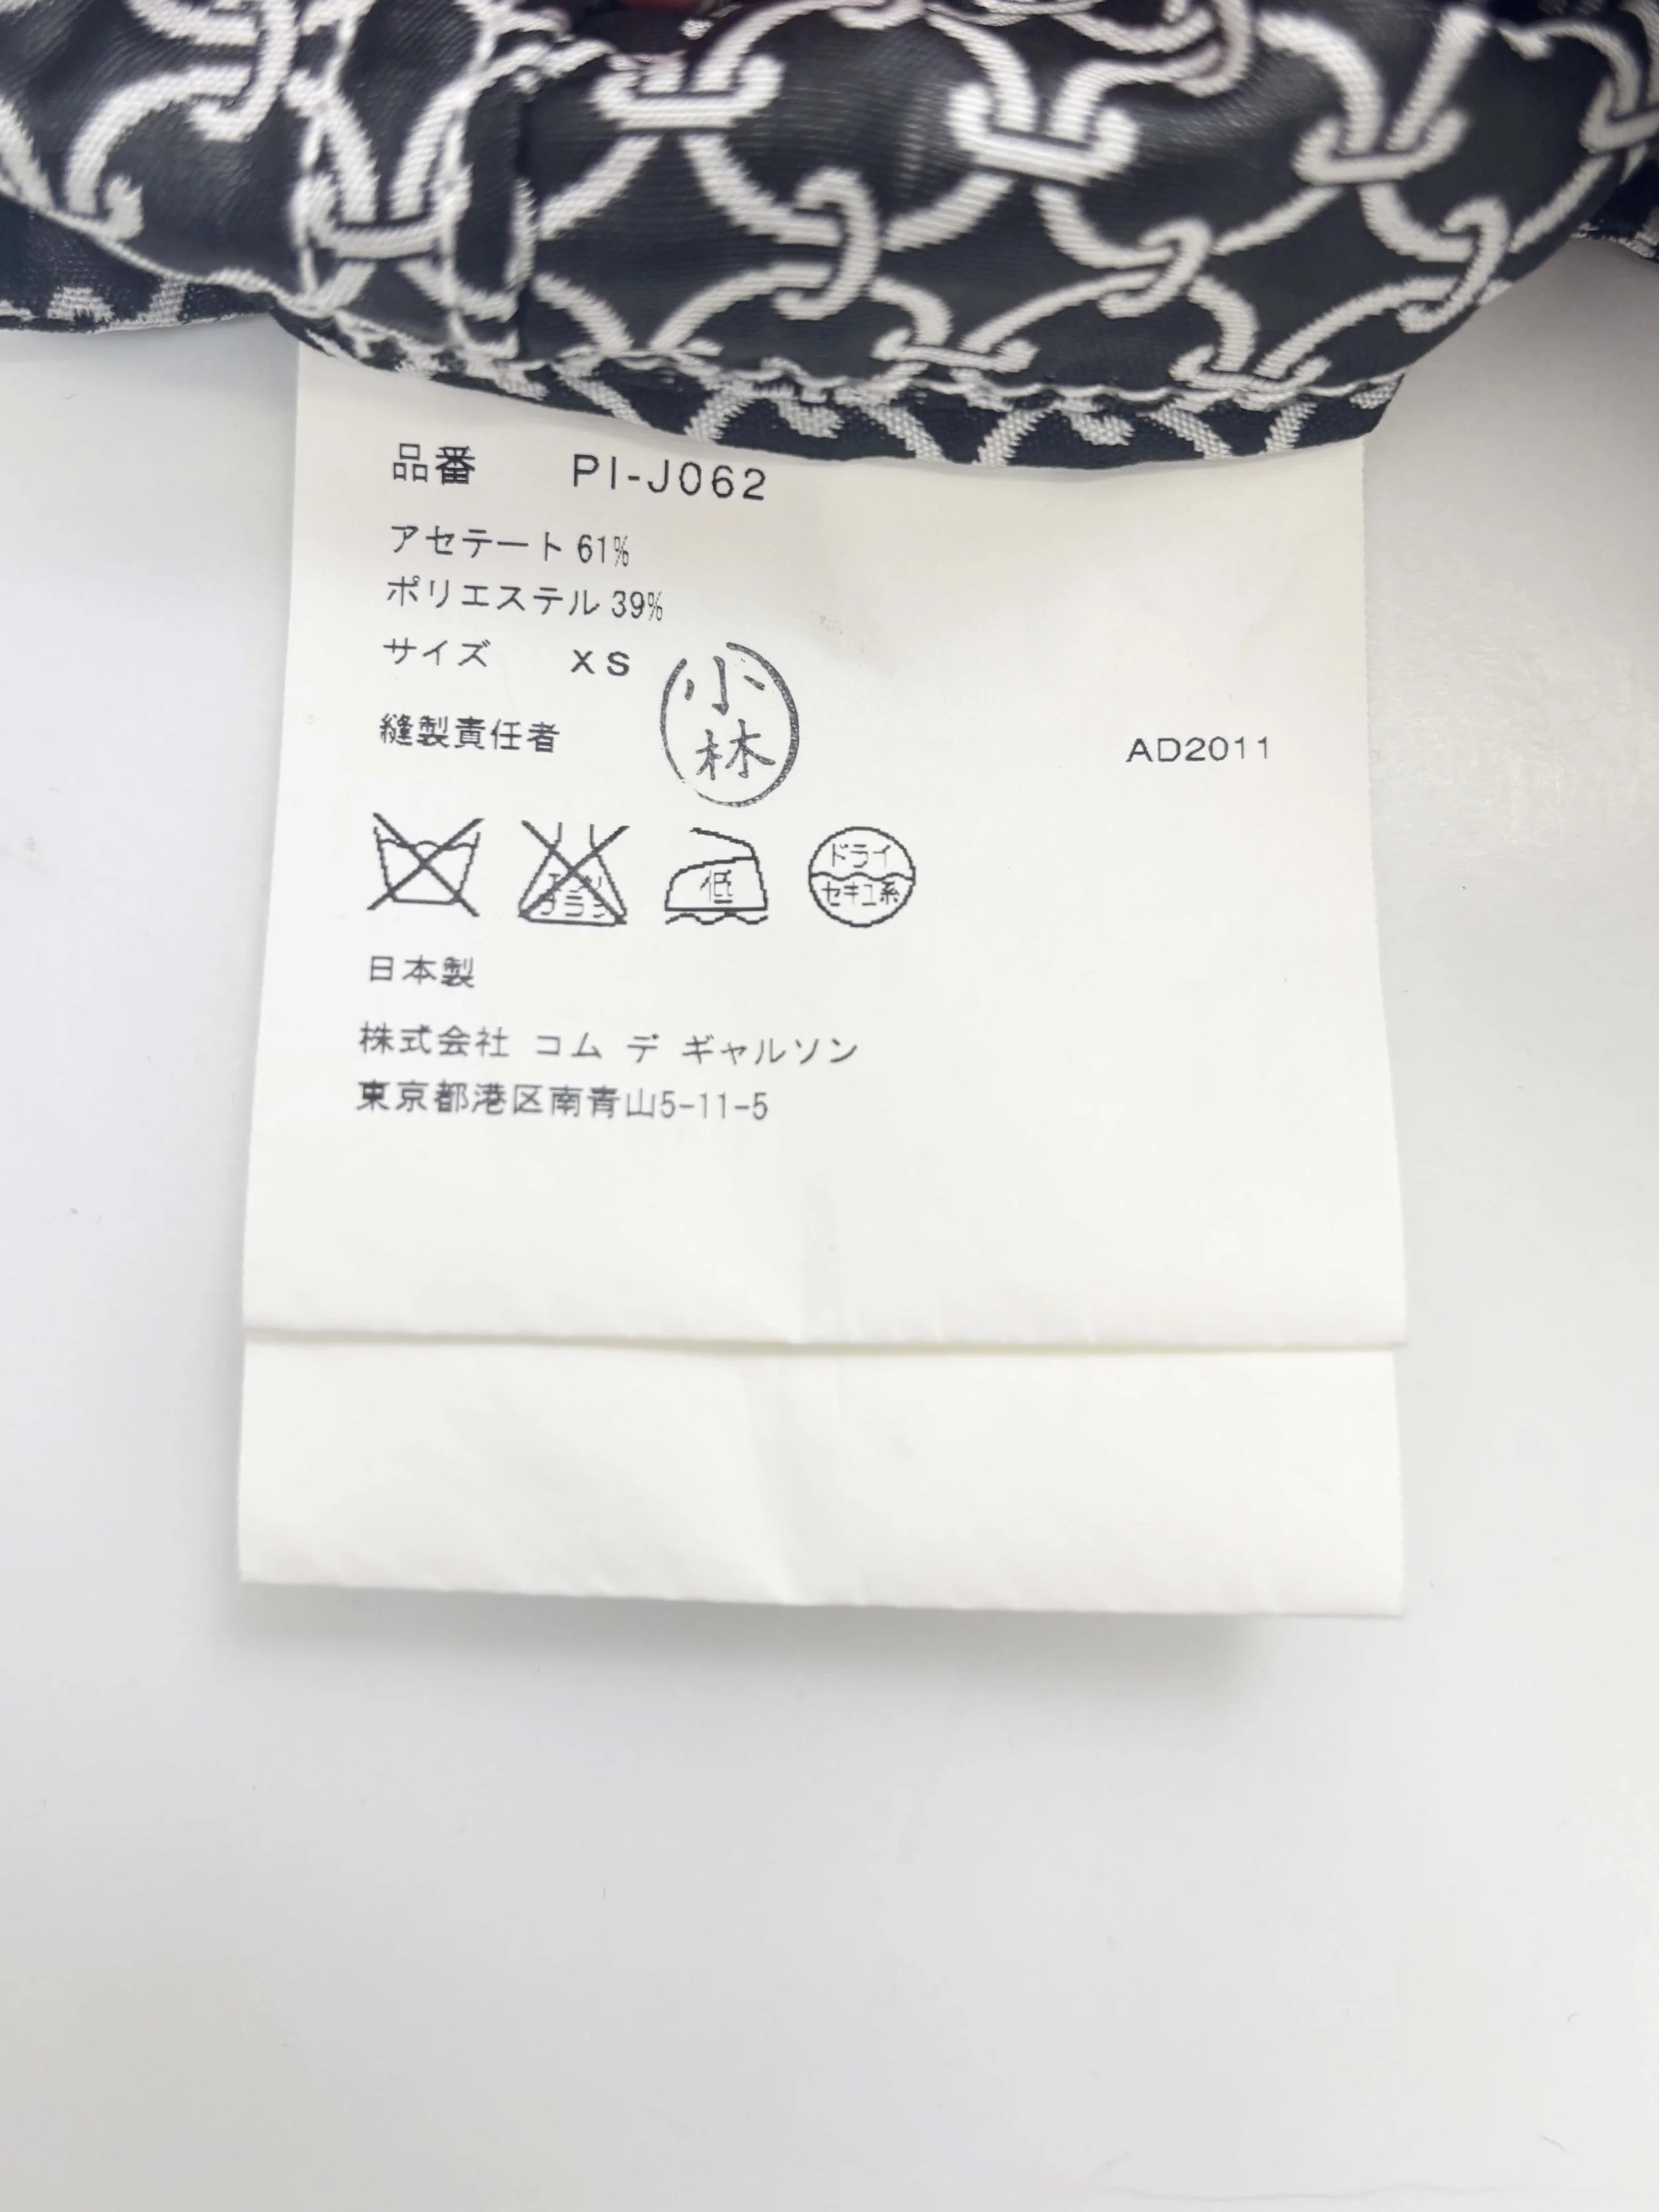 品番 PI-J062
アセテート 61%
ポリエステル 39%
サイズ XS
縫製責任者 小林
AD2011
低 ドライ セキユ系
日本製
株式会社 コム デ ギャルソン
東京都港区南青山5-11-5